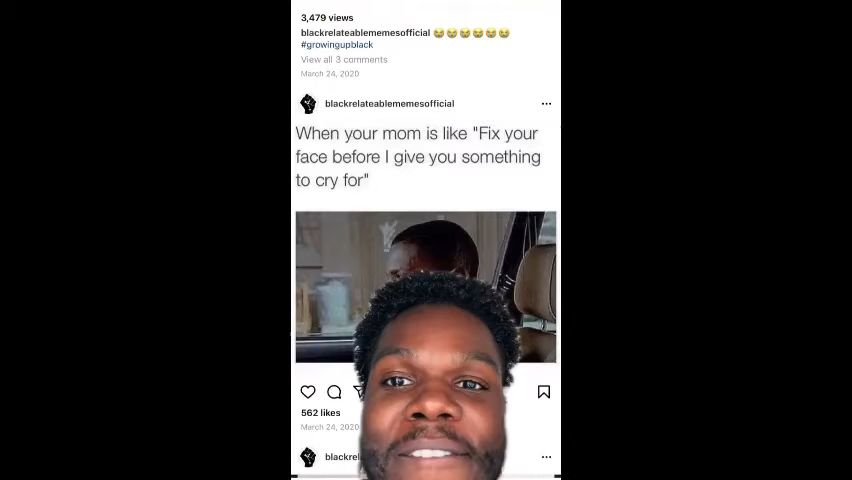 3,479 views
blackrelateablememesofficial 😂😂😂😂😂😂
#growingupblack
View all 3 comments
March 24, 2020
blackrelateablememesofficial
When your mom is like "Fix your
face before I give you something
to cry for"
562 likes
March 24, 2020
blackrel